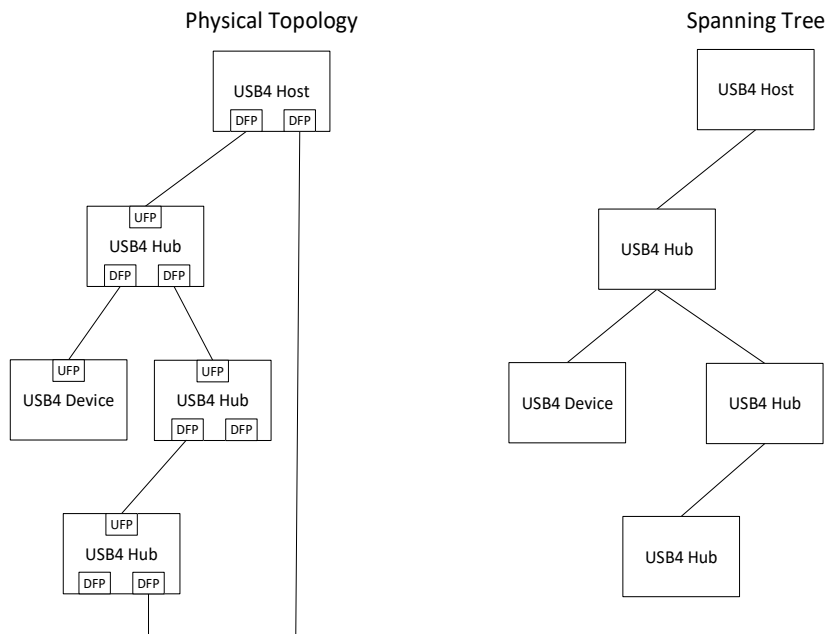 Physical Topology
Spanning Tree
USB4 Host
DFP DFP
USB4 Host
UFP
USB4 Hub
DFP DFP
USB4 Hub
UFP
USB4 Device
UFP
USB4 Hub
DFP DFP
USB4 Device
USB4 Hub
UFP
USB4 Hub
DFP DFP
USB4 Hub